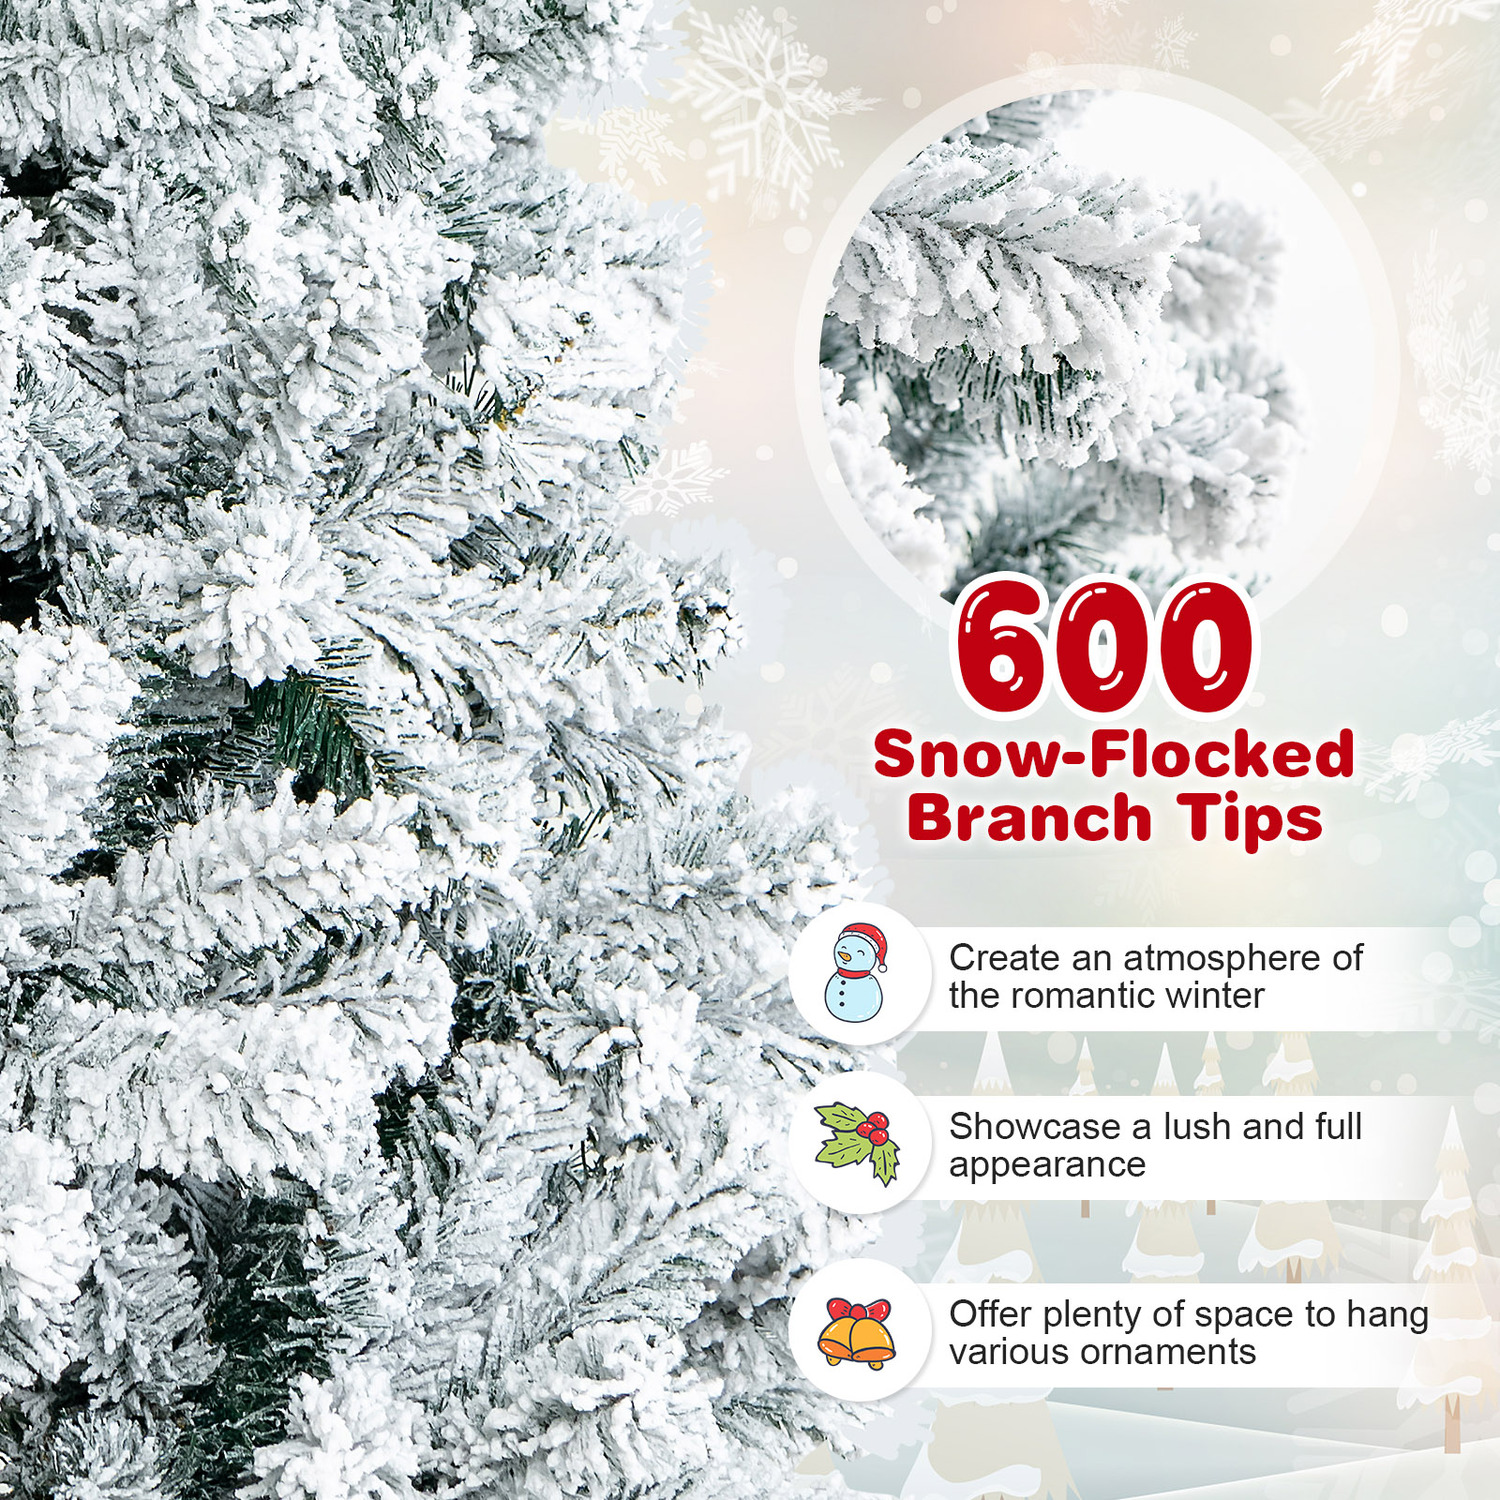 600
Snow-Flocked
Branch Tips
Create an atmosphere of
the romantic winter
Showcase a lush and full
appearance
Offer plenty of space to hang
various ornaments